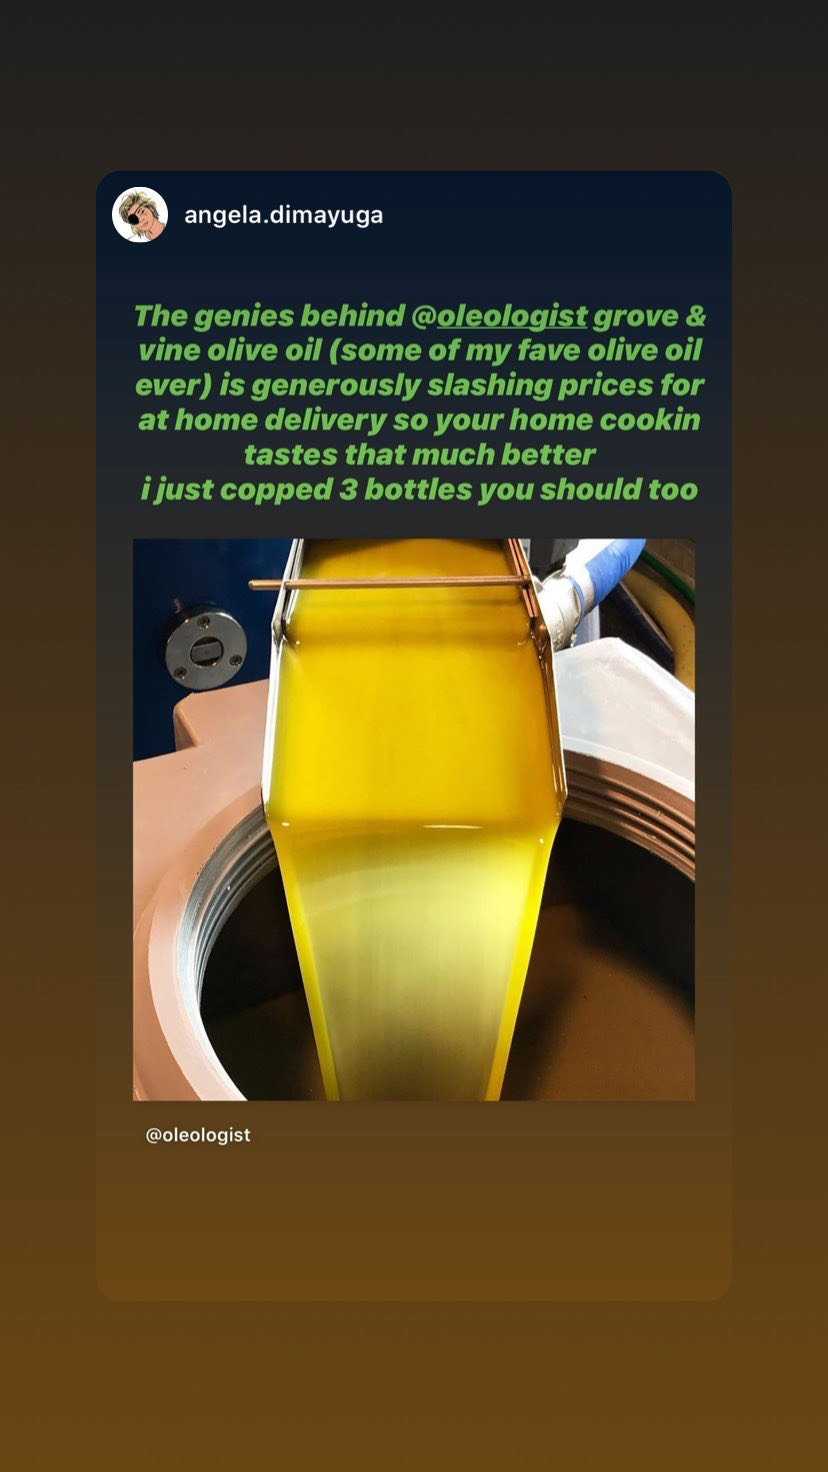 angela.dimayuga
The genies behind @oleologist grove &
vine olive oil (some of my fave olive oil
ever) is generously slashing prices for
at home delivery so your home cookin
tastes that much better
i just copped 3 bottles you should too
@oleologist